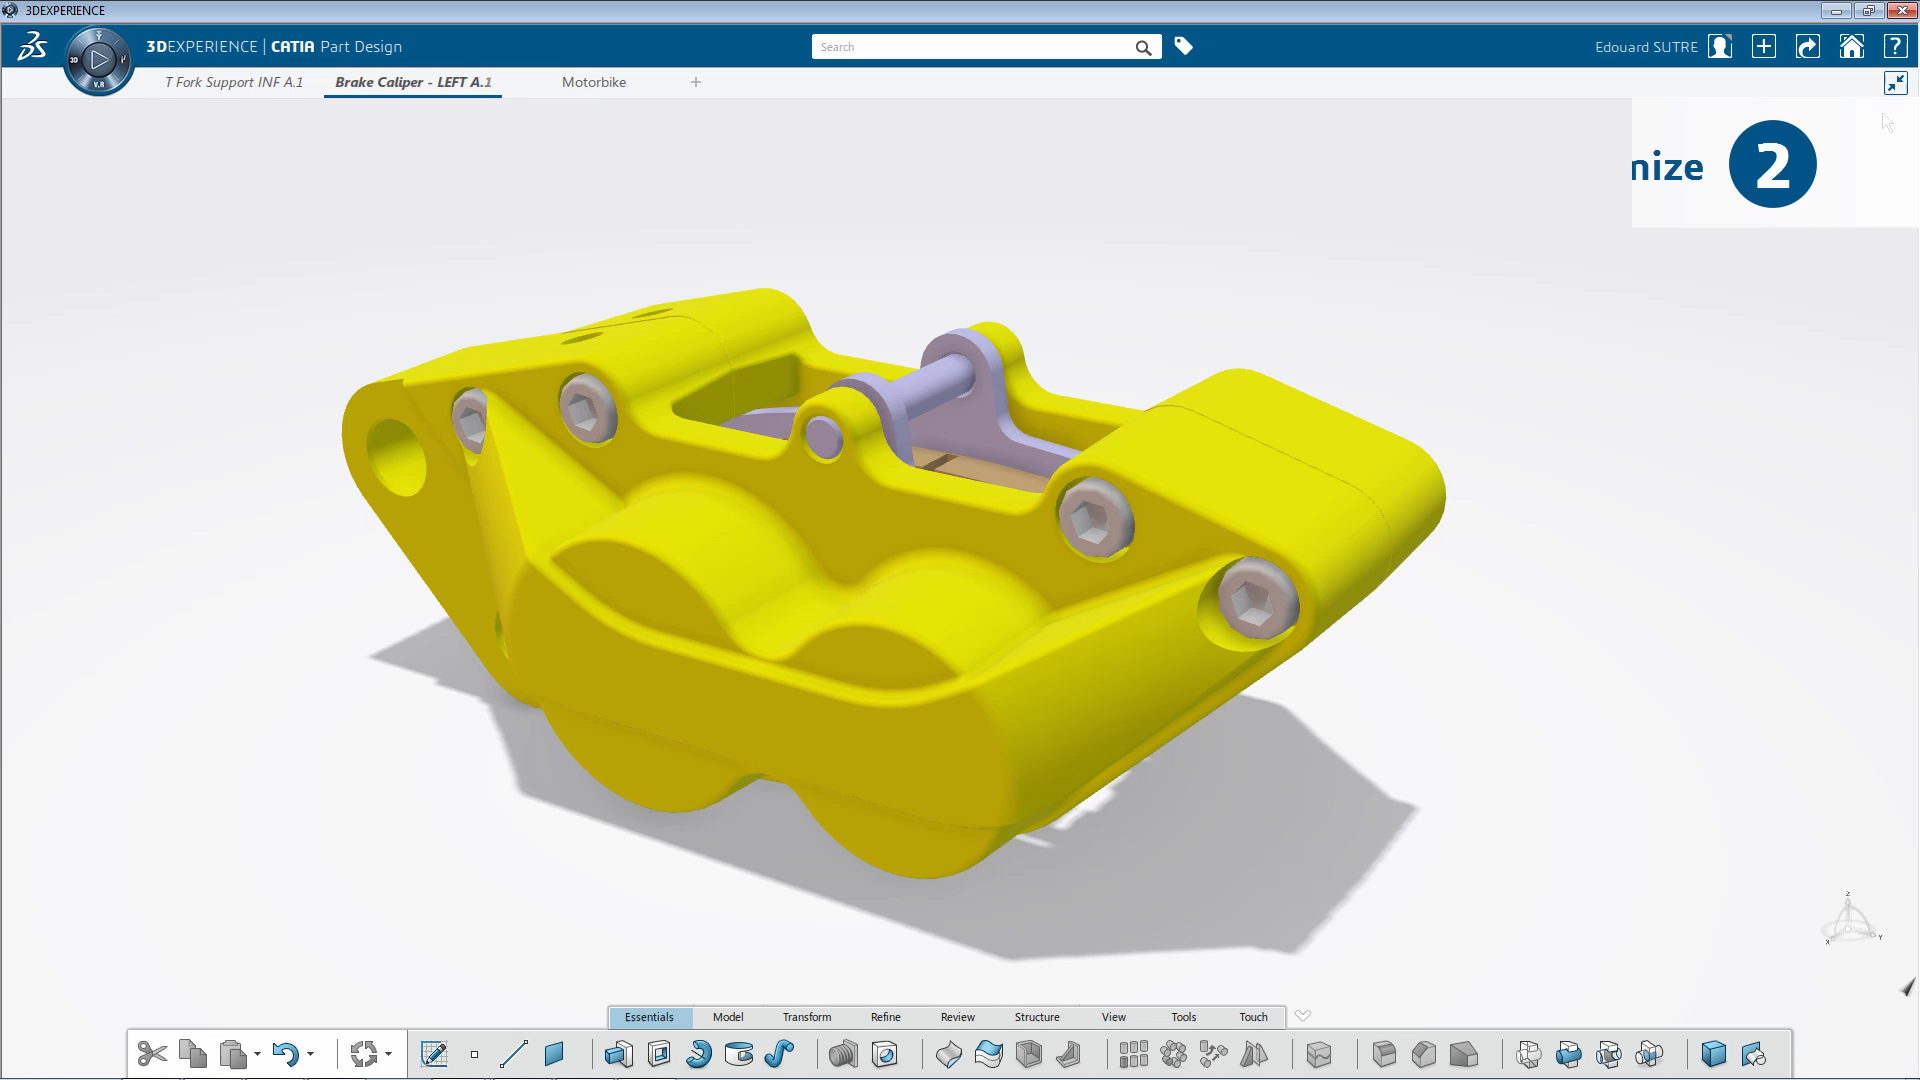 3DEXPERIENCE
3DEXPERIENCE | CATIA Part Design
Search
Edouard SUTRE
3D
V.R
T Fork Support INF A.1
Brake Caliper - LEFT A.1
Motorbike
nize 2
Z
X
Y
Essentials
Model
Transform
Refine
Review
Structure
View
Tools
Touch